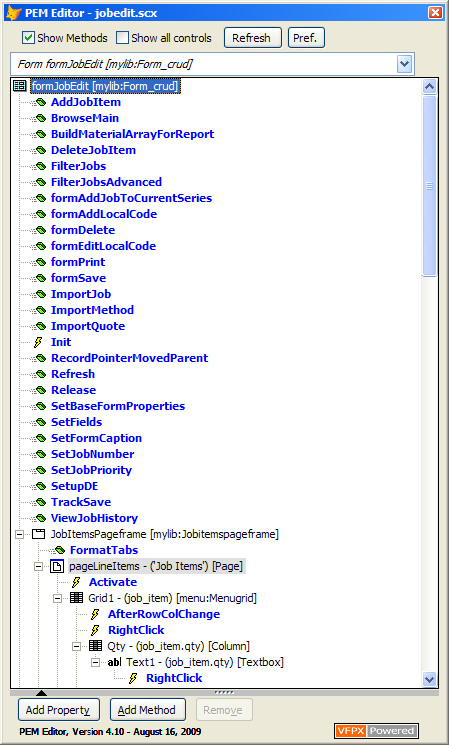 PEM Editor - jobedit.scx
Show Methods Show all controls Refresh Pref.
Form formJobEdit [mylib:Form_crud]
formJobEdit [mylib:Form_crud]
AddJobItem
BrowseMain
BuildMaterialArrayForReport
DeleteJobItem
FilterJobs
FilterJobsAdvanced
formAddJobToCurrentSeries
formAddLocalCode
formDelete
formEditLocalCode
formPrint
formSave
ImportJob
ImportMethod
ImportQuote
Init
RecordPointerMovedParent
Refresh
Release
SetBaseFormProperties
SetFields
SetFormCaption
SetJobNumber
SetJobPriority
SetupDE
TrackSave
ViewJobHistory
JobItemsPageframe [mylib:Jobitemspageframe]
FormatTabs
pageLineItems - ('Job Items') [Page]
Activate
Grid1 - (job_item) [menu:Menugrid]
AfterRowColChange
RightClick
Qty - (job_item.qty) [Column]
abl Text1 - (job_item.qty) [Textbox]
RightClick
Add Property Add Method Remove
PEM Editor, Version 4.10 - August 16, 2009 VFPX Powered